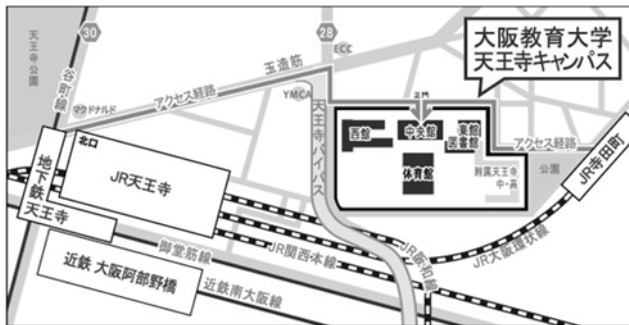 30
28
大阪教育大学
天王寺キャンパス
天王寺
公園
谷町線
マクドナルド
アクセス経路
玉造筋
ECC
YMCA
天王寺バイパス
正門
西館
中央館
東館
図書館
体育館
附属天王寺
中・高
アクセス経路
公園
JR寺田町
北口
JR天王寺
地下鉄
天王寺
御堂筋線
JR関西本線
JR阪和線
JR大阪環状線
近鉄 大阪阿部野橋
近鉄南大阪線